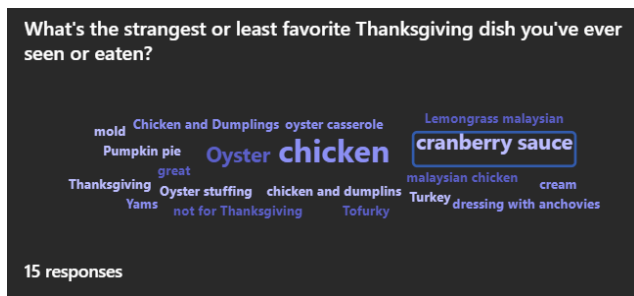 What's the strangest or least favorite Thanksgiving dish you've ever
seen or eaten?
Lemongrass malaysian
mold
Chicken and Dumplings
oyster casserole
Pumpkin pie
Oyster
chicken
cranberry sauce
great
malaysian chicken
Thanksgiving
Oyster stuffing
chicken and dumplins
cream
Turkey
Yams
not for Thanksgiving
Tofurky
dressing with anchovies
15 responses